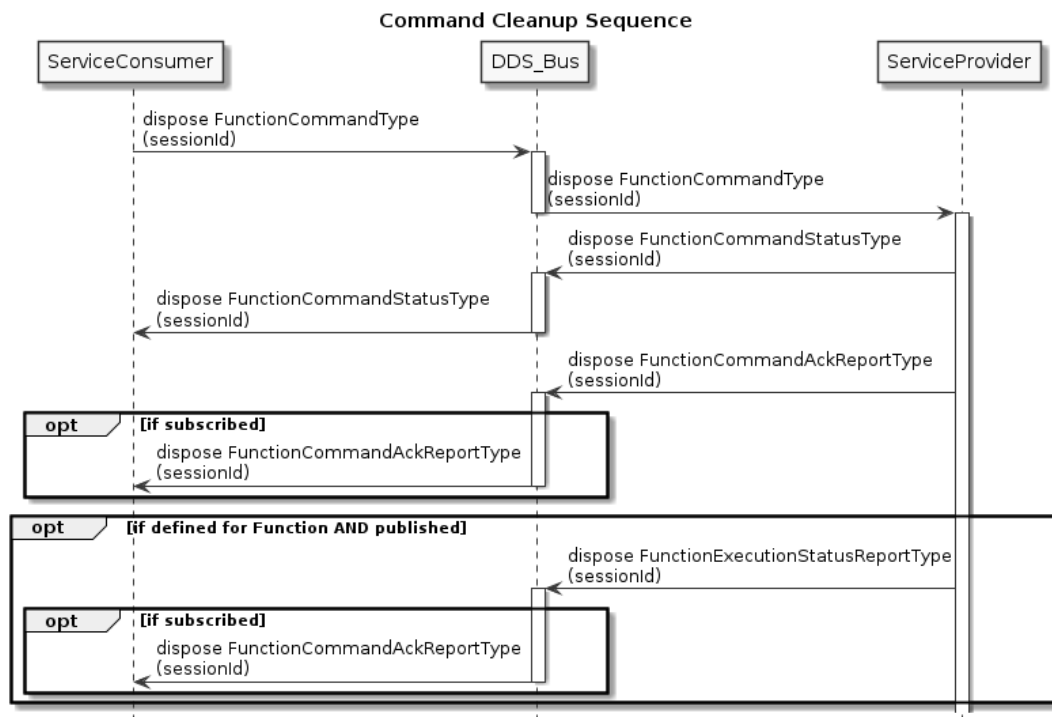 Command Cleanup Sequence
ServiceConsumer
DDS_Bus
ServiceProvider
dispose FunctionCommandType
(sessionId)
dispose FunctionCommandType
(sessionId)
dispose FunctionCommandStatusType
(sessionId)
dispose FunctionCommandStatusType
(sessionId)
dispose FunctionCommandAckReportType
(sessionId)
opt
[if subscribed]
dispose FunctionCommandAckReportType
(sessionId)
opt
[if defined for Function AND published]
dispose FunctionExecutionStatusReportType
(sessionId)
opt
[if subscribed]
dispose FunctionCommandAckReportType
(sessionId)